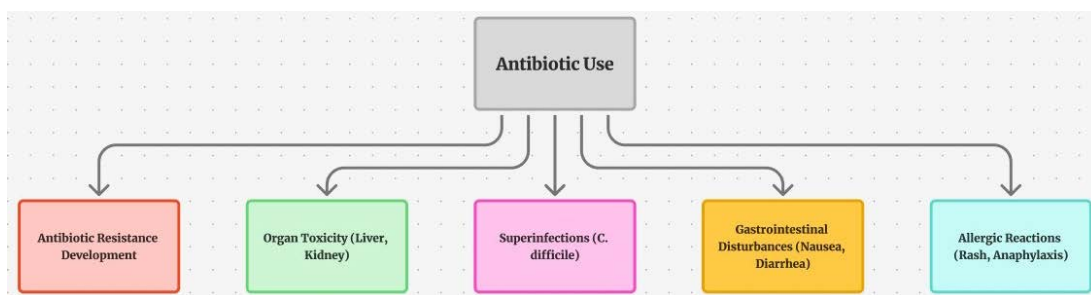 Antibiotic Use
Antibiotic Resistance
Development
Organ Toxicity (Liver,
Kidney)
Superinfections (C.
difficile)
Gastrointestinal
Disturbances (Nausea,
Diarrhea)
Allergic Reactions
(Rash, Anaphylaxis)